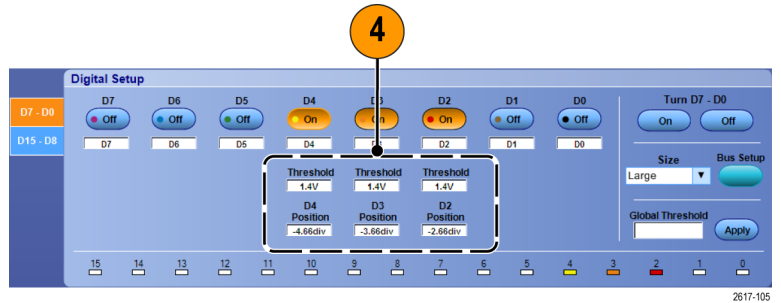 4
Digital Setup
D7 - D0
D15 - D8
D7 D6 D5 D4 D3 D2 D1 D0 Turn D7 - D0
Off Off Off On On On Off Off On Off
D7 D6 D5 D4 D2 D1 D0
Size Bus Setup
Large
Threshold Threshold Threshold
1.4V 1.4V 1.4V
D4 D3 D2
Position Position Position
-4.66div -3.66div -2.66div
Global Threshold
Apply
15 14 13 12 11 10 9 8 7 6 5 4 3 2 1 0
2617-105